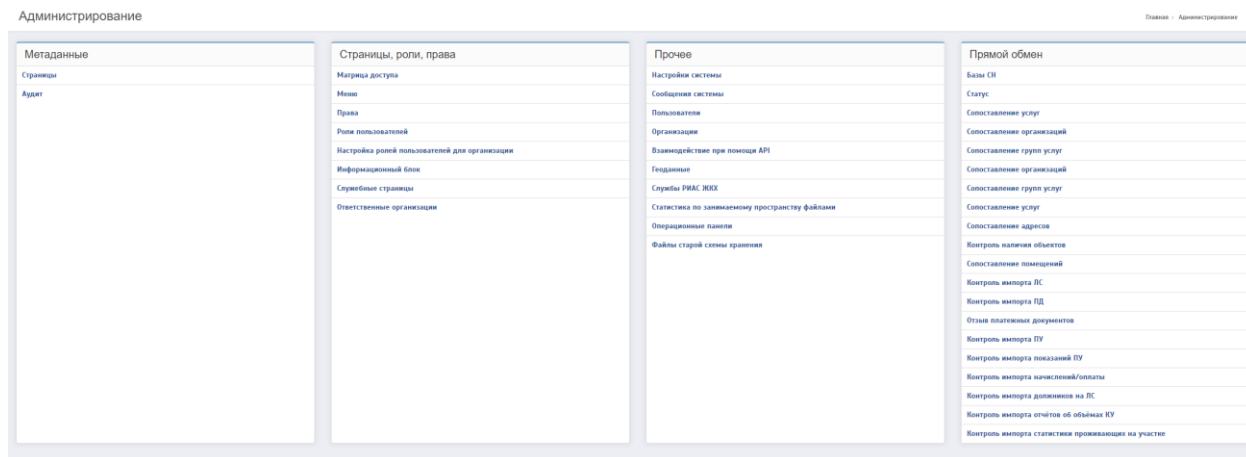 Администрирование
Главная > Администрирование
Метаданные
Страницы
Аудит
Страницы, роли, права
Матрица доступа
Меню
Права
Роли пользователей
Настройка ролей пользователей для организации
Информационный блок
Служебные страницы
Ответственные организации
Прочее
Настройки системы
Сообщения системы
Пользователи
Организации
Взаимодействие при помощи API
Геоданные
Службы РИАС ЖКХ
Статистика по занимаемому пространству файлами
Операционные панели
Файлы старой схемы хранения
Прямой обмен
Базы СН
Статус
Сопоставление услуг
Сопоставление организаций
Сопоставление групп услуг
Сопоставление организаций
Сопоставление групп услуг
Сопоставление услуг
Сопоставление адресов
Контроль наличия объектов
Сопоставление помещений
Контроль импорта ЛС
Контроль импорта ПД
Отзыв платежных документов
Контроль импорта ПУ
Контроль импорта показаний ПУ
Контроль импорта начислений/оплаты
Контроль импорта должников на ЛС
Контроль импорта отчётов об объёмах КУ
Контроль импорта статистики проживающих на участке